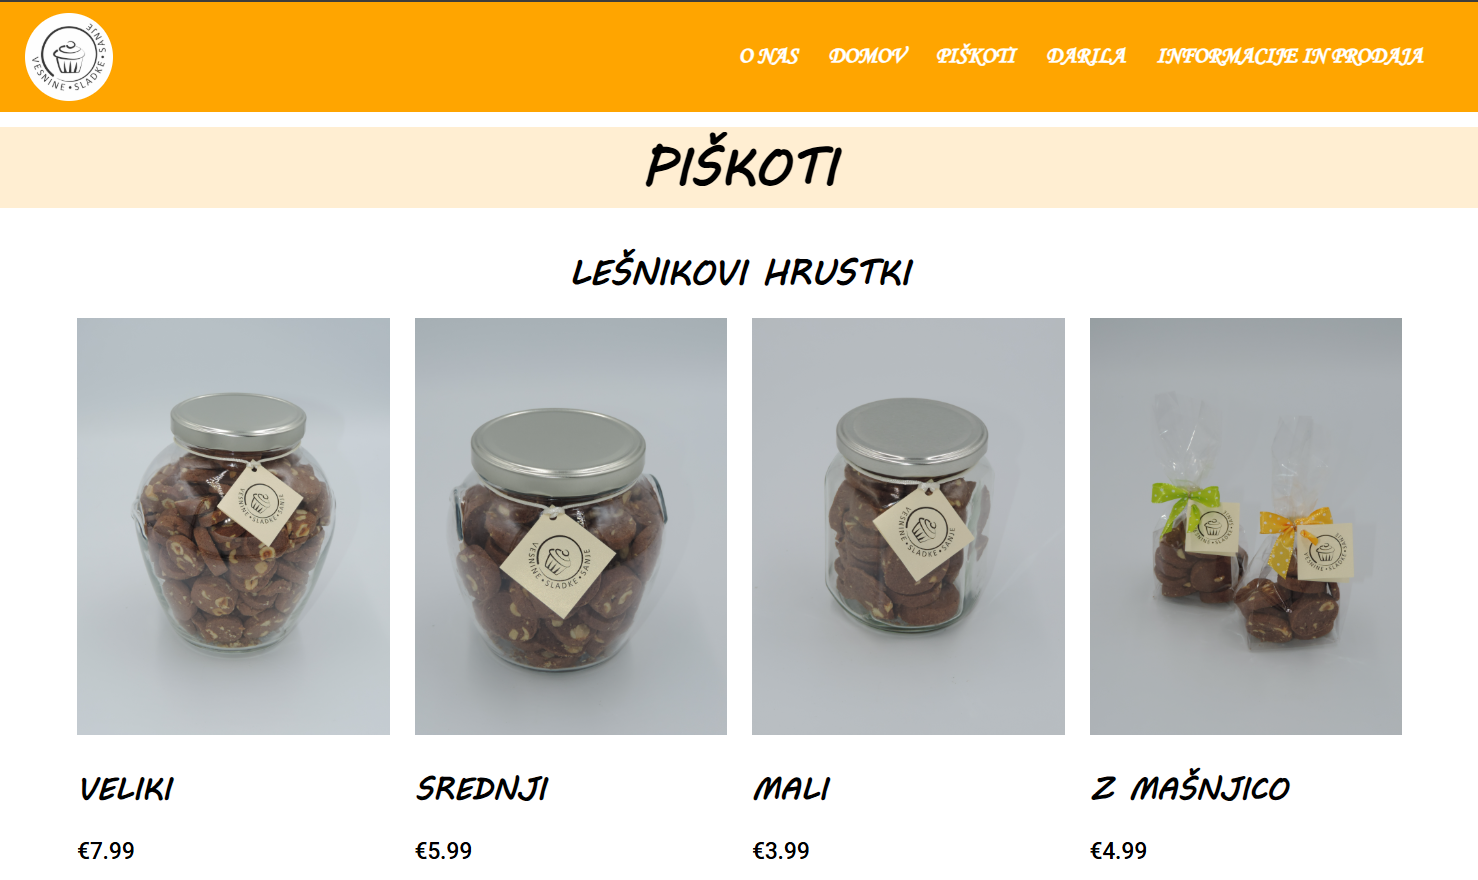 VESNINE • SLADKE • SANJE
O NAS DOMOV PIŠKOTI DARILA INFORMACIJE IN PRODAJA
PIŠKOTI
LEŠNIKOVI HRUSTKI
VESNINE • SLADKE • SANJE
VESNINE • SLADKE • SANJE
VESNINE • SLADKE • SANJE
VESNINE • SLADKE • SANJE
VESNINE • SLADKE • SANJE
VELIKI
SREDNJI
MALI
Z MAŠNJICO
€7.99
€5.99
€3.99
€4.99